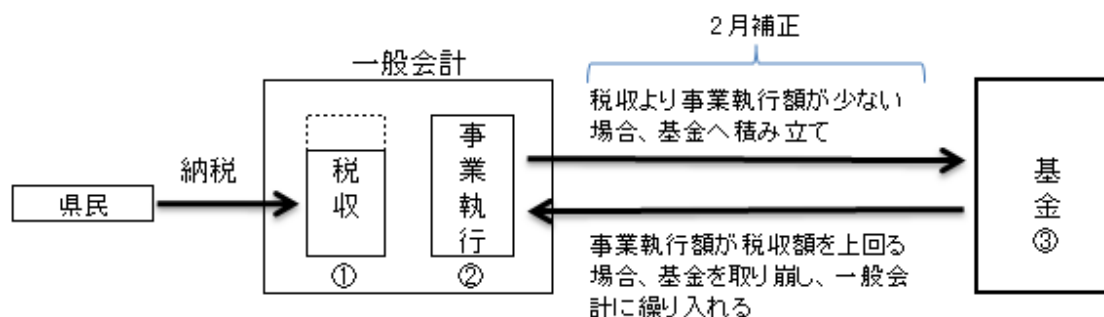 ２月補正
一般会計
税収より事業執行額が少ない
場合、基金へ積み立て
納税
県民
税収
事業執行
基金③
①
②
事業執行額が税収額を上回る
場合、基金を取り崩し、一般会
計に繰り入れる